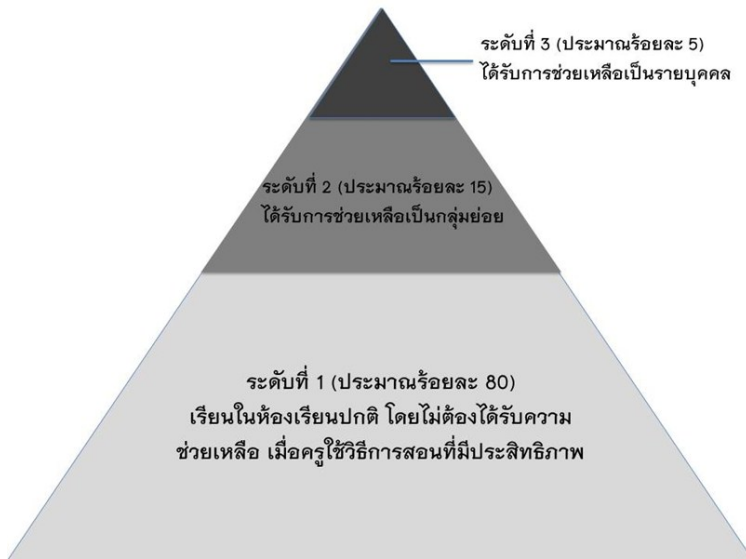 ระดับที่ 3 (ประมาณร้อยละ 5)
ได้รับการช่วยเหลือเป็นรายบุคคล
ระดับที่ 2 (ประมาณร้อยละ 15)
ได้รับการช่วยเหลือเป็นกลุ่มย่อย
ระดับที่ 1 (ประมาณร้อยละ 80)
เรียนในห้องเรียนปกติ โดยไม่ต้องได้รับความ
ช่วยเหลือ เมื่อครูใช้วิธีการสอนที่มีประสิทธิภาพ